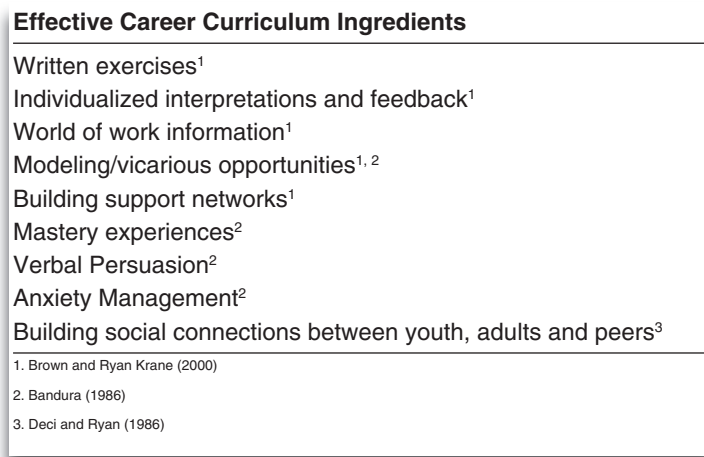 Effective Career Curriculum Ingredients
Written exercises¹
Individualized interpretations and feedback¹
World of work information¹
Modeling/vicarious opportunities¹, ²
Building support networks¹
Mastery experiences²
Verbal Persuasion²
Anxiety Management²
Building social connections between youth, adults and peers³
1. Brown and Ryan Krane (2000)
2. Bandura (1986)
3. Deci and Ryan (1986)